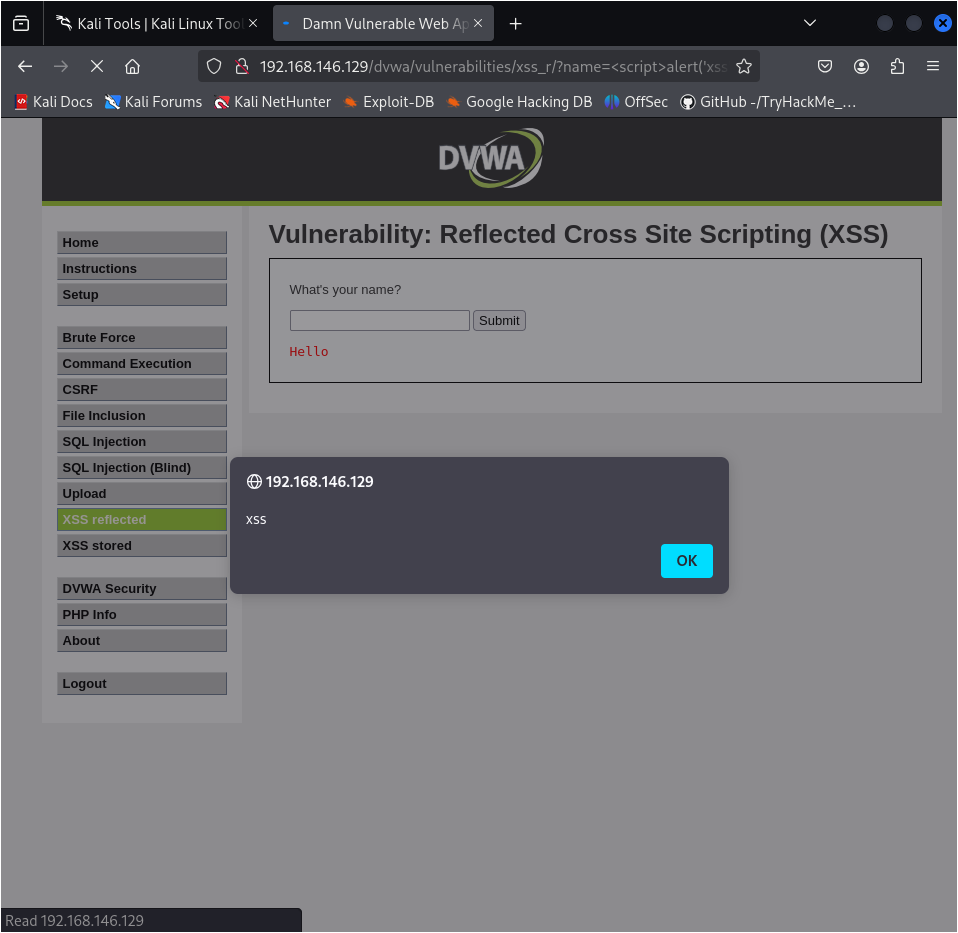 Kali Tools | Kali Linux Tool
Damn Vulnerable Web Ap
192.168.146.129/dvwa/vulnerabilities/xss_r/?name=<script>alert('xss
Kali Docs Kali Forums Kali NetHunter Exploit-DB Google Hacking DB OffSec GitHub -/TryHackMe_...
DVWA
Home
Instructions
Setup
Brute Force
Command Execution
CSRF
File Inclusion
SQL Injection
SQL Injection (Blind)
Upload
XSS reflected
XSS stored
DVWA Security
PHP Info
About
Logout
Vulnerability: Reflected Cross Site Scripting (XSS)
What's your name?
Submit
Hello
192.168.146.129
xss
OK
Read 192.168.146.129